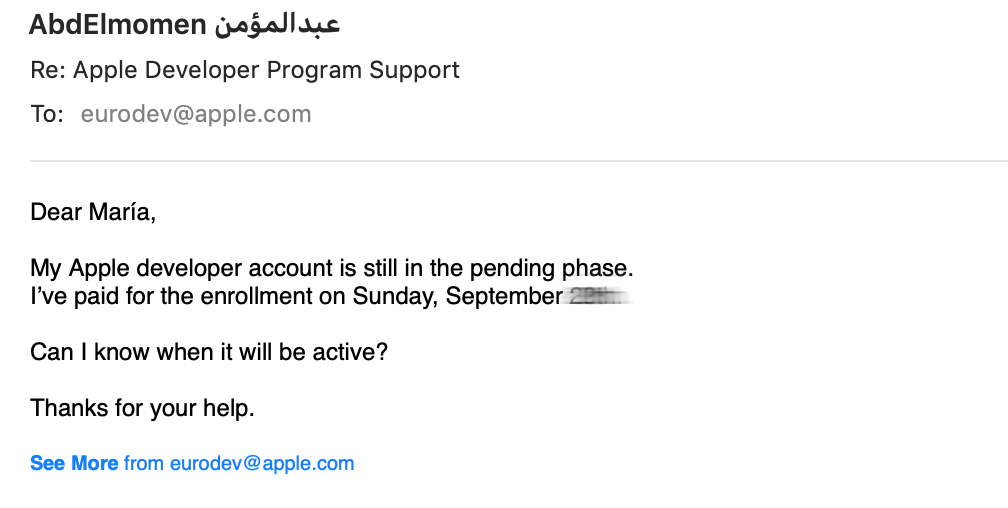 AbdElmomen عبدالمؤمن
Re: Apple Developer Program Support
To: eurodev@apple.com
Dear María,
My Apple developer account is still in the pending phase.
I’ve paid for the enrollment on Sunday, September
Can I know when it will be active?
Thanks for your help.
See More from eurodev@apple.com